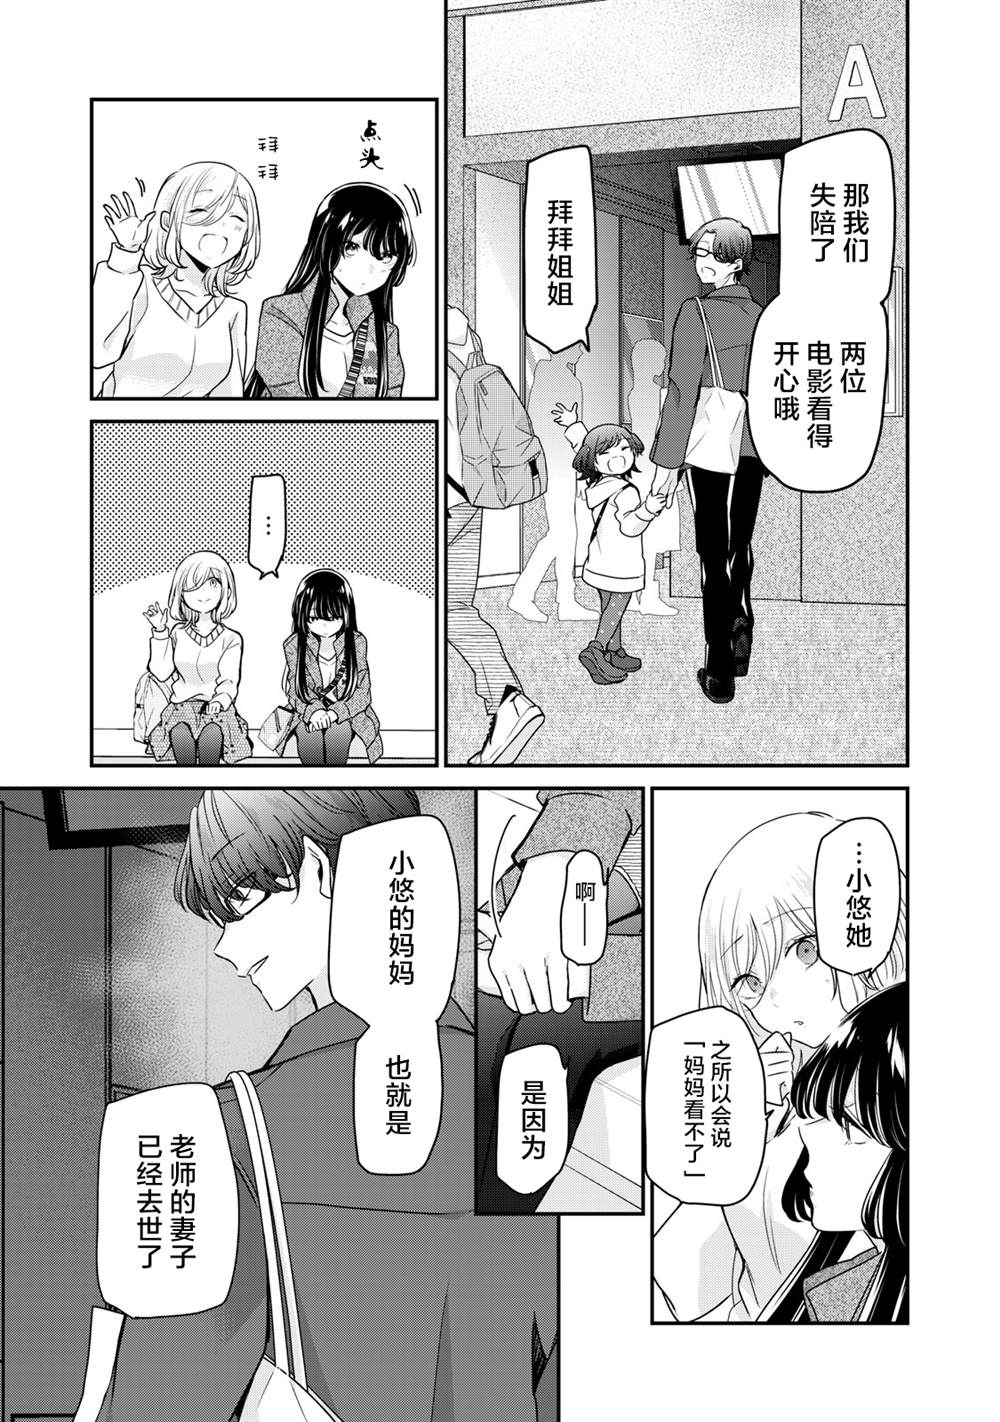 A
那我们
失陪了
两位
电影看得
开心哦
拜拜姐姐
点头
拜拜
…
…小悠她
之所以会说
「妈妈看不了」
啊——
是因为
小悠的妈妈
也就是
老师的妻子
已经去世了